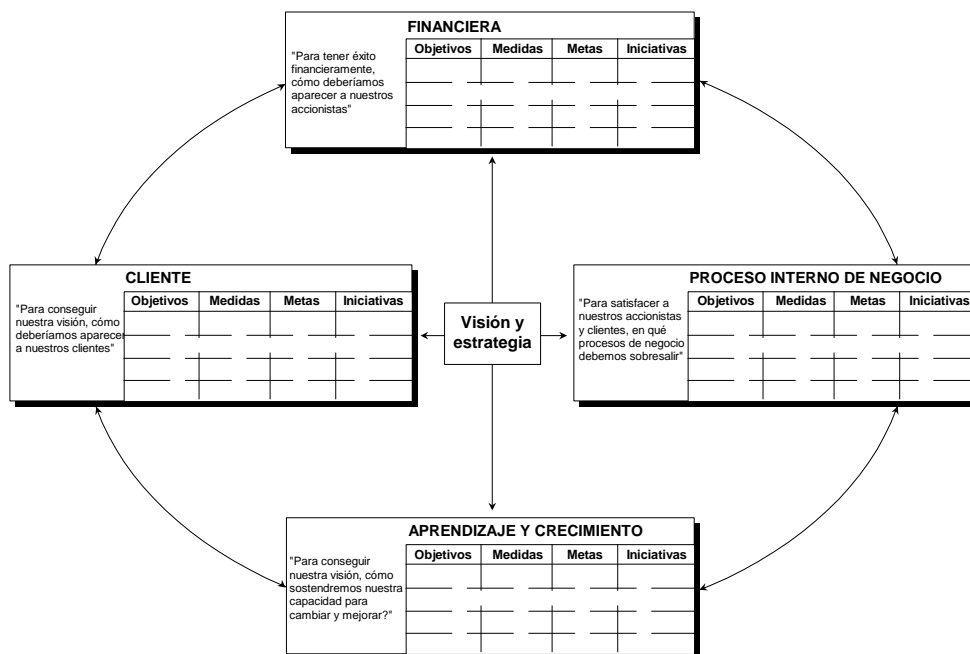 FINANCIERA
Objetivos Medidas Metas Iniciativas
"Para tener éxito
financieramente,
cómo deberíamos
aparecer a nuestros
accionistas"
CLIENTE
Objetivos Medidas Metas Iniciativas
"Para conseguir
nuestra visión, cómo
deberíamos aparecer
a nuestros clientes"
Visión y
estrategia
PROCESO INTERNO DE NEGOCIO
Objetivos Medidas Metas Iniciativas
"Para satisfacer a
nuestros accionistas
y clientes, en qué
procesos de negocio
debemos sobresalir"
APRENDIZAJE Y CRECIMIENTO
Objetivos Medidas Metas Iniciativas
"Para conseguir
nuestra visión, cómo
sostendremos nuestra
capacidad para
cambiar y mejorar?"